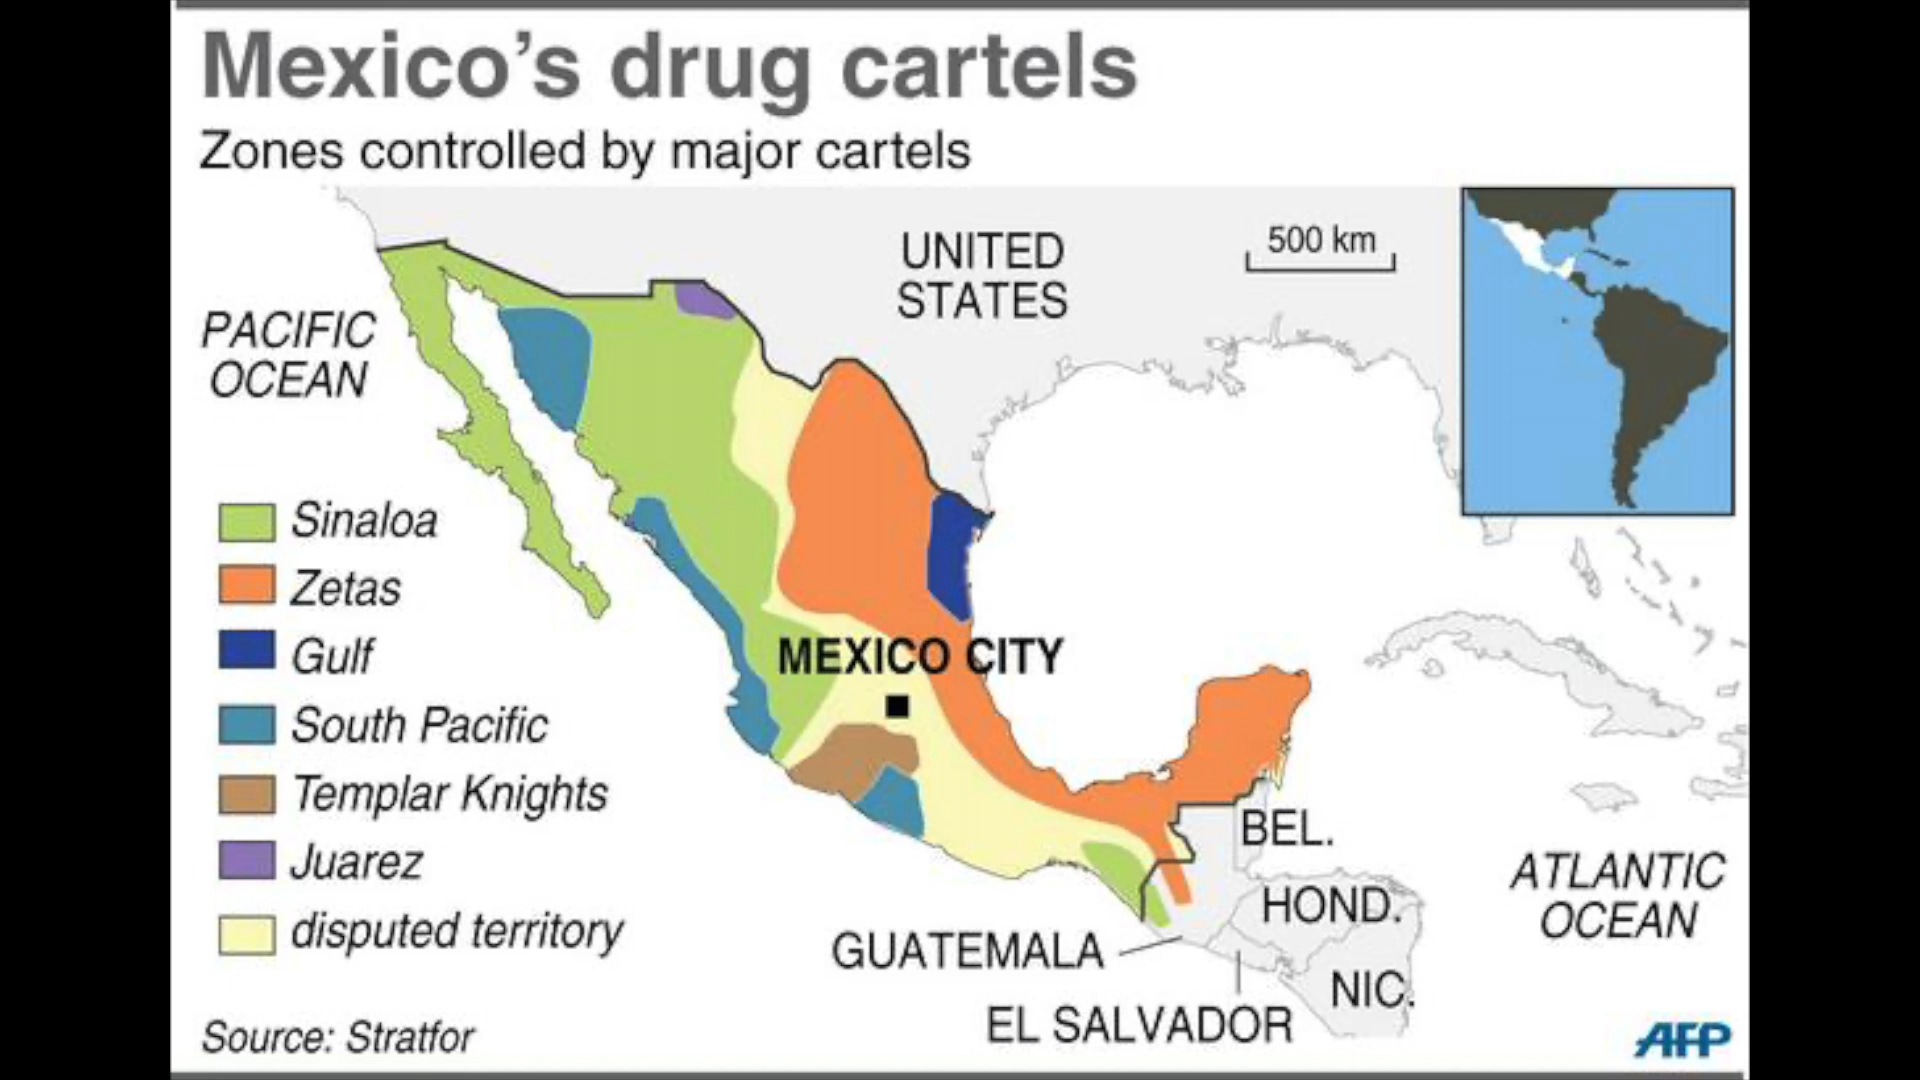 Mexico's drug cartels
Zones controlled by major cartels
UNITED
STATES
500 km
PACIFIC
OCEAN
Sinaloa
Zetas
Gulf
South Pacific
Templar Knights
Juarez
disputed territory
MEXICO CITY
BEL.
HOND.
GUATEMALA
NIC.
EL SALVADOR
ATLANTIC
OCEAN
Source: Stratfor
AFP